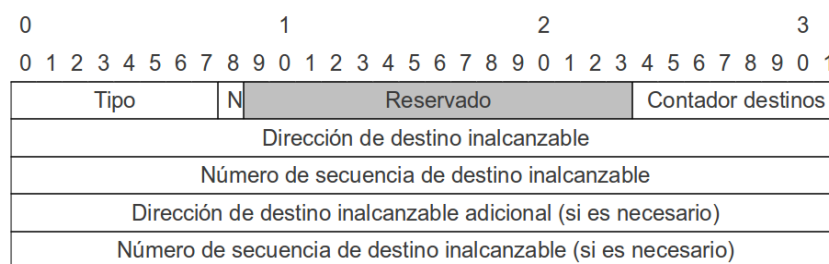 0 1 2 3
0 1 2 3 4 5 6 7 8 9 0 1 2 3 4 5 6 7 8 9 0 1 2 3 4 5 6 7 8 9 0 1
Tipo N Reservado Contador destinos
Dirección de destino inalcanzable
Número de secuencia de destino inalcanzable
Dirección de destino inalcanzable adicional (si es necesario)
Número de secuencia de destino inalcanzable (si es necesario)